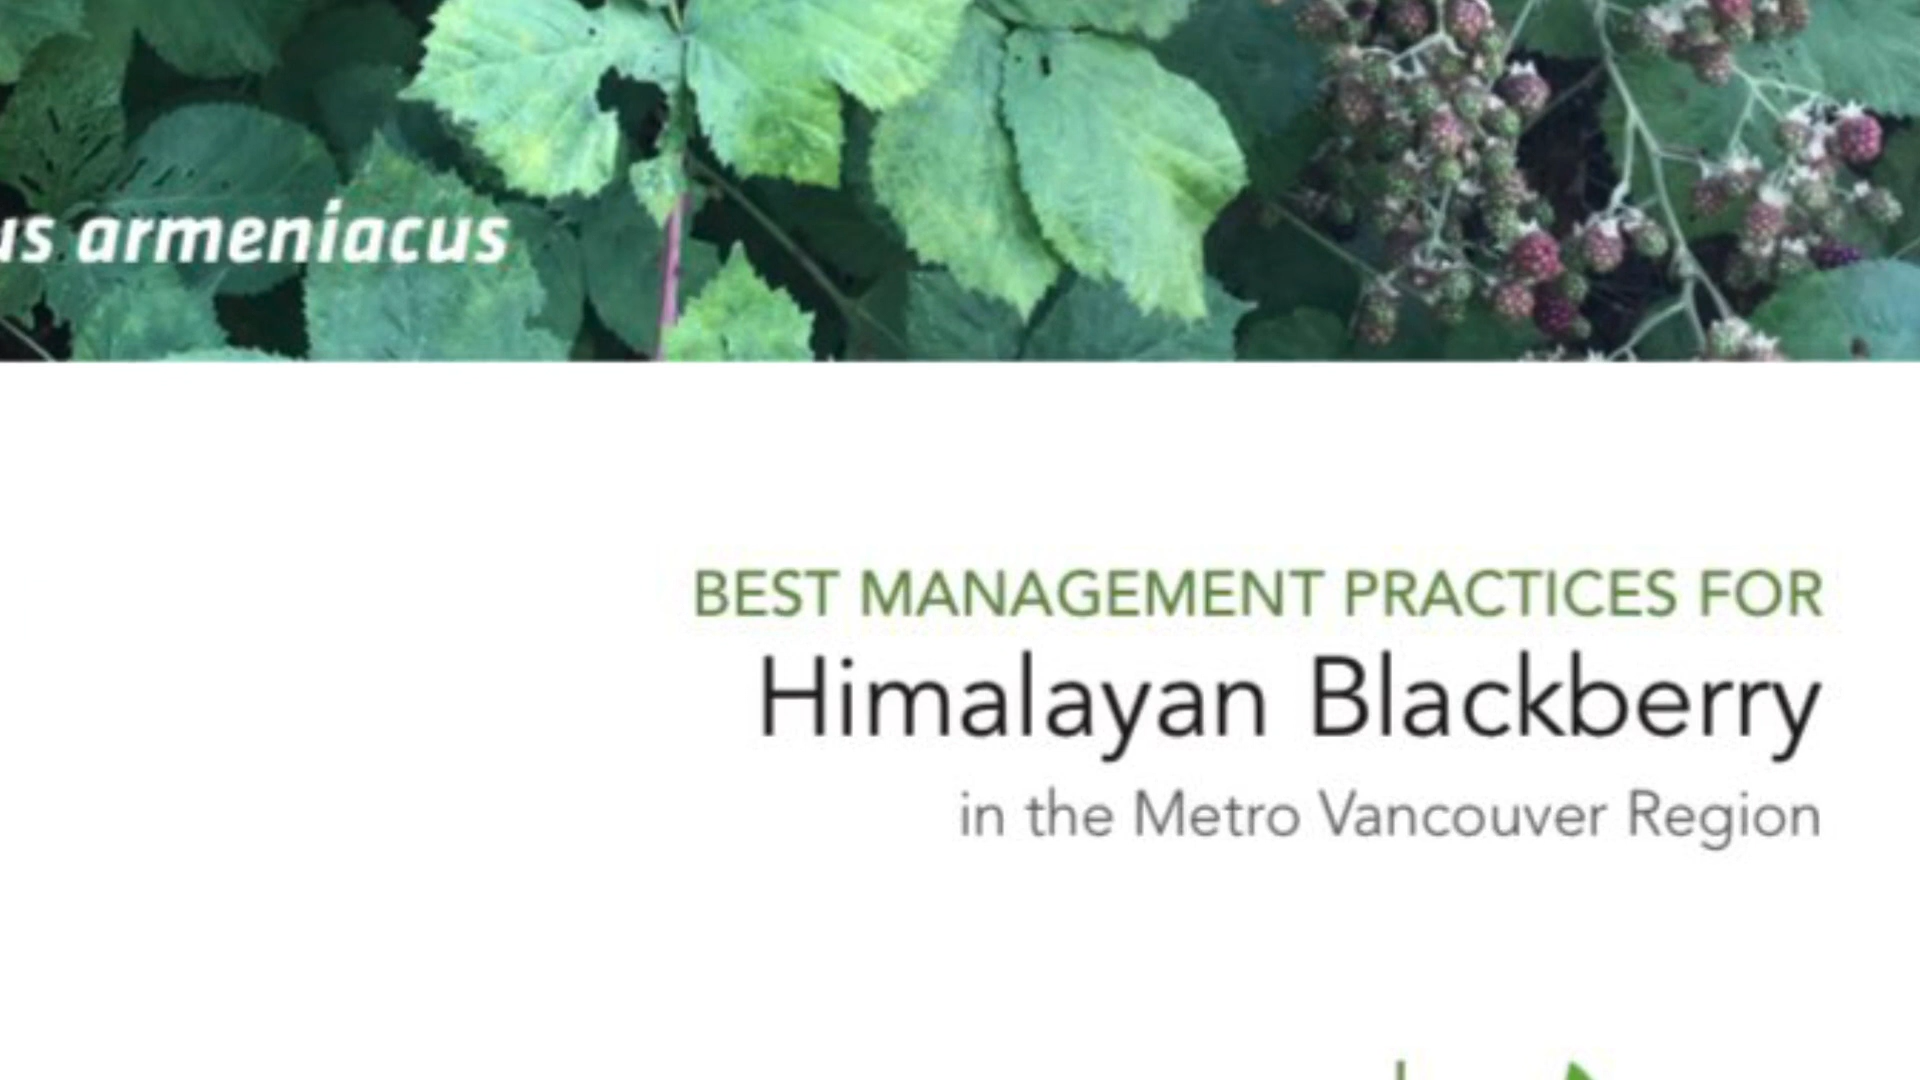 us armeniacus
BEST MANAGEMENT PRACTICES FOR
Himalayan Blackberry
in the Metro Vancouver Region